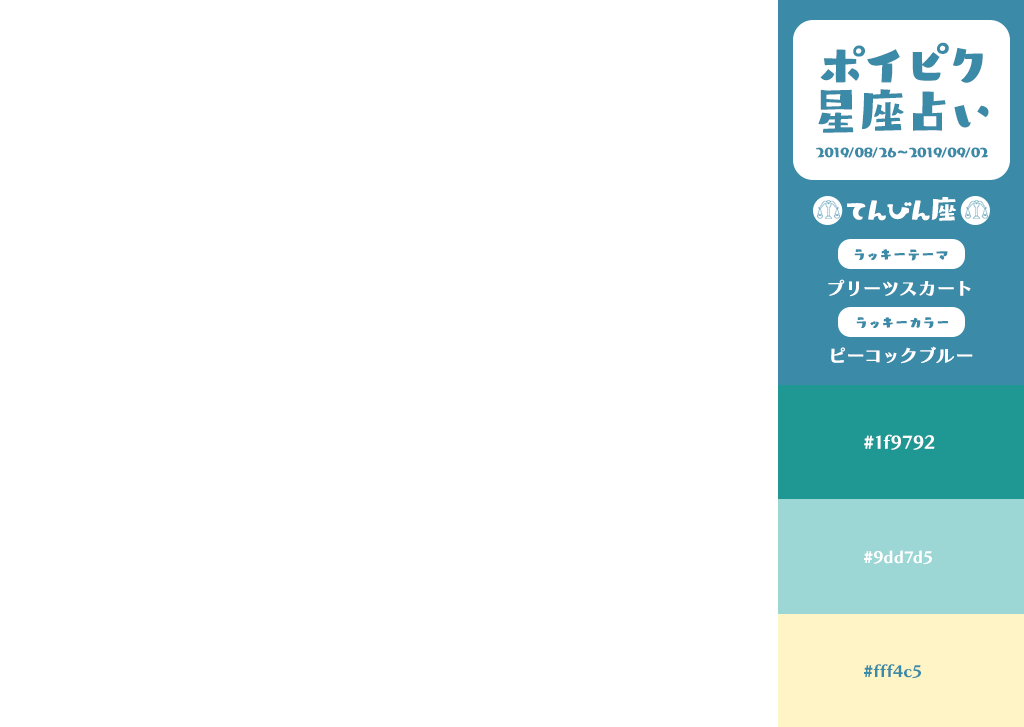 ポイピク
星座占い
2019/08/26~2019/09/02
てんびん座
ラッキーテーマ
プリーツスカート
ラッキーカラー
ピーコックブルー
#1f9792
#9dd7d5
#fff4c5